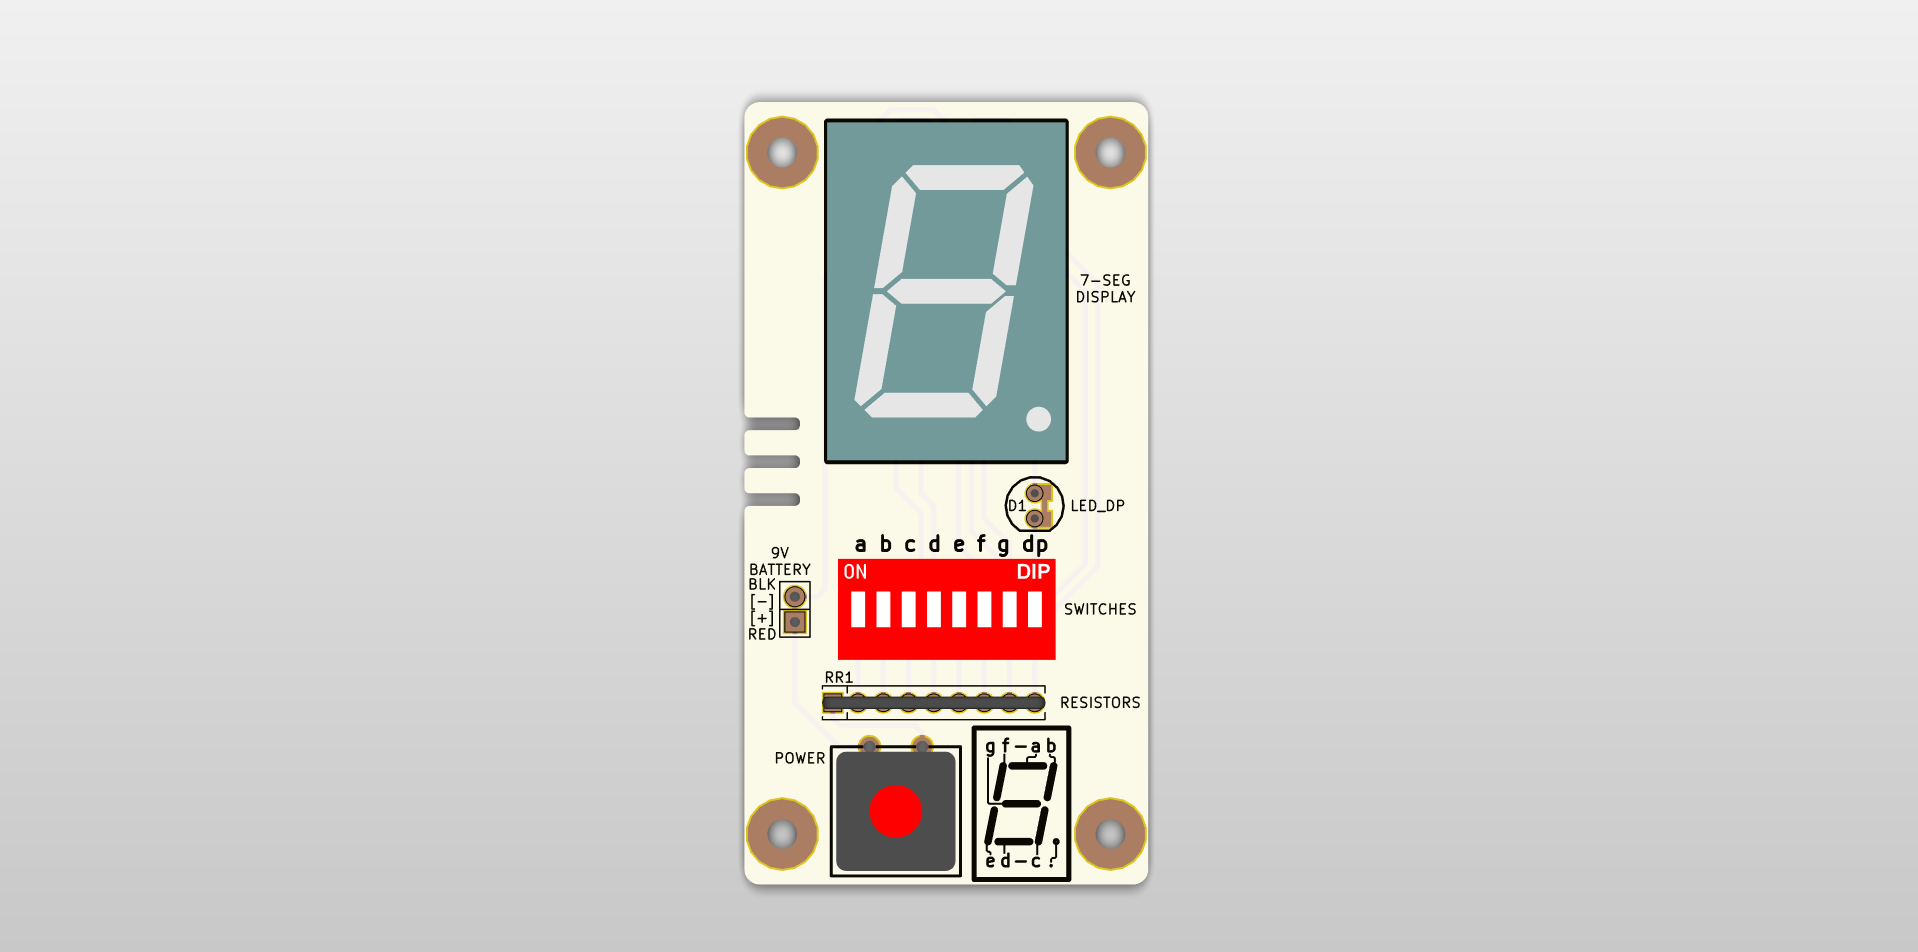 7-SEG
DISPLAY
D1 LED_DP
a b c d e f g dp
9V
BATTERY
BLK
[-]
[+]
RED
ON DIP
SWITCHES
RR1
RESISTORS
POWER
g f-a b
e d-c .